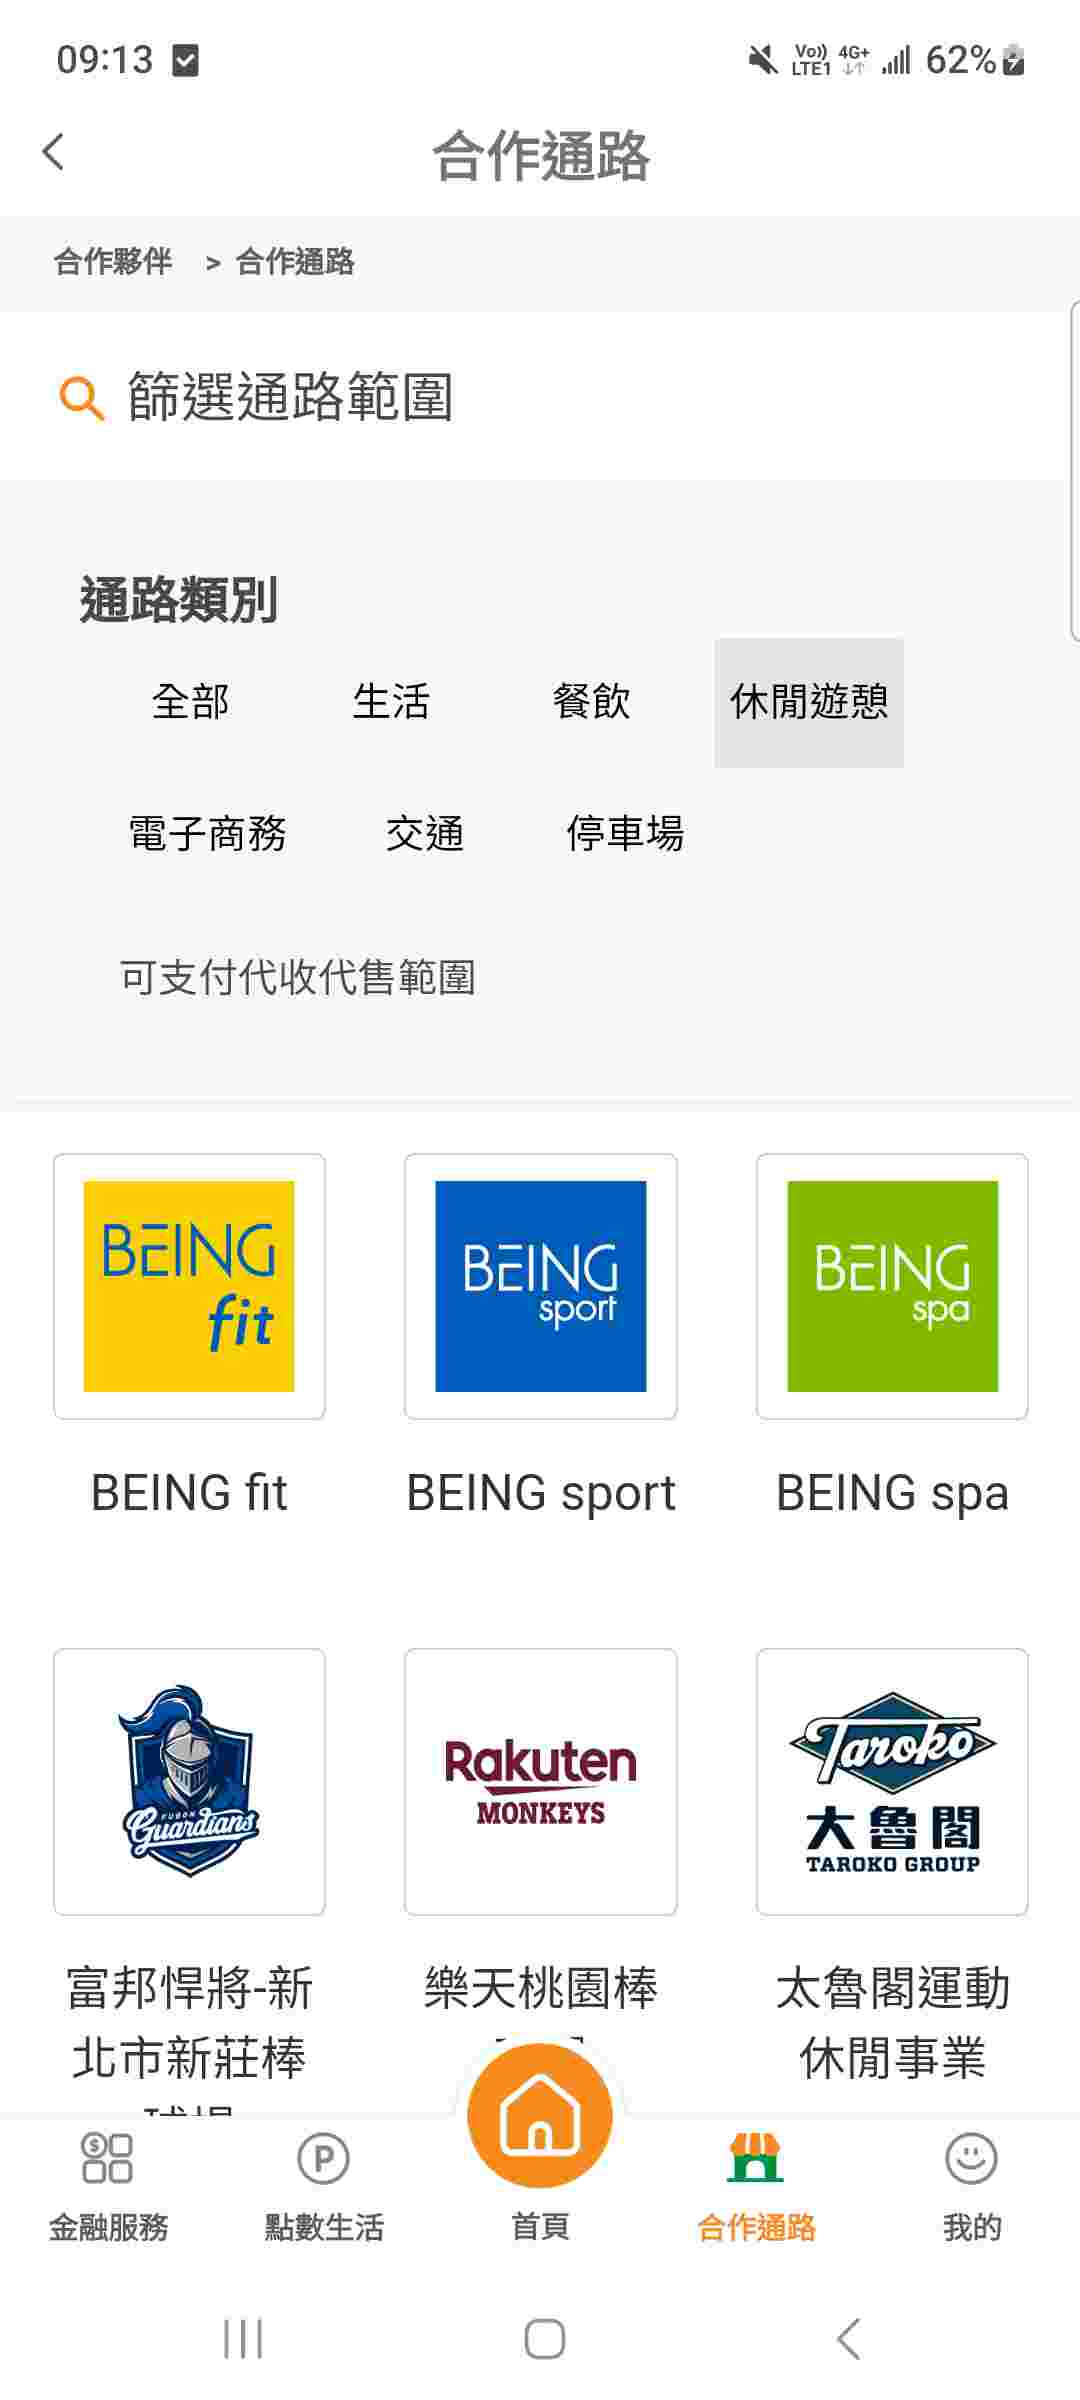 09:13
Vo)) LTE1 4G+ 62%
合作通路
合作夥伴 > 合作通路
篩選通路範圍
通路類別
全部 生活 餐飲 休閒遊憩
電子商務 交通 停車場
可支付代收代售範圍
BEING fit
BEING sport
BEING spa
BEING fit
BEING sport
BEING spa
FUBON
Guardians
Rakuten
MONKEYS
Taroko
大魯閣
TAROKO GROUP
富邦悍將-新
北市新莊棒
樂天桃園棒
太魯閣運動
休閒事業
金融服務
點數生活
首頁
合作通路
我的